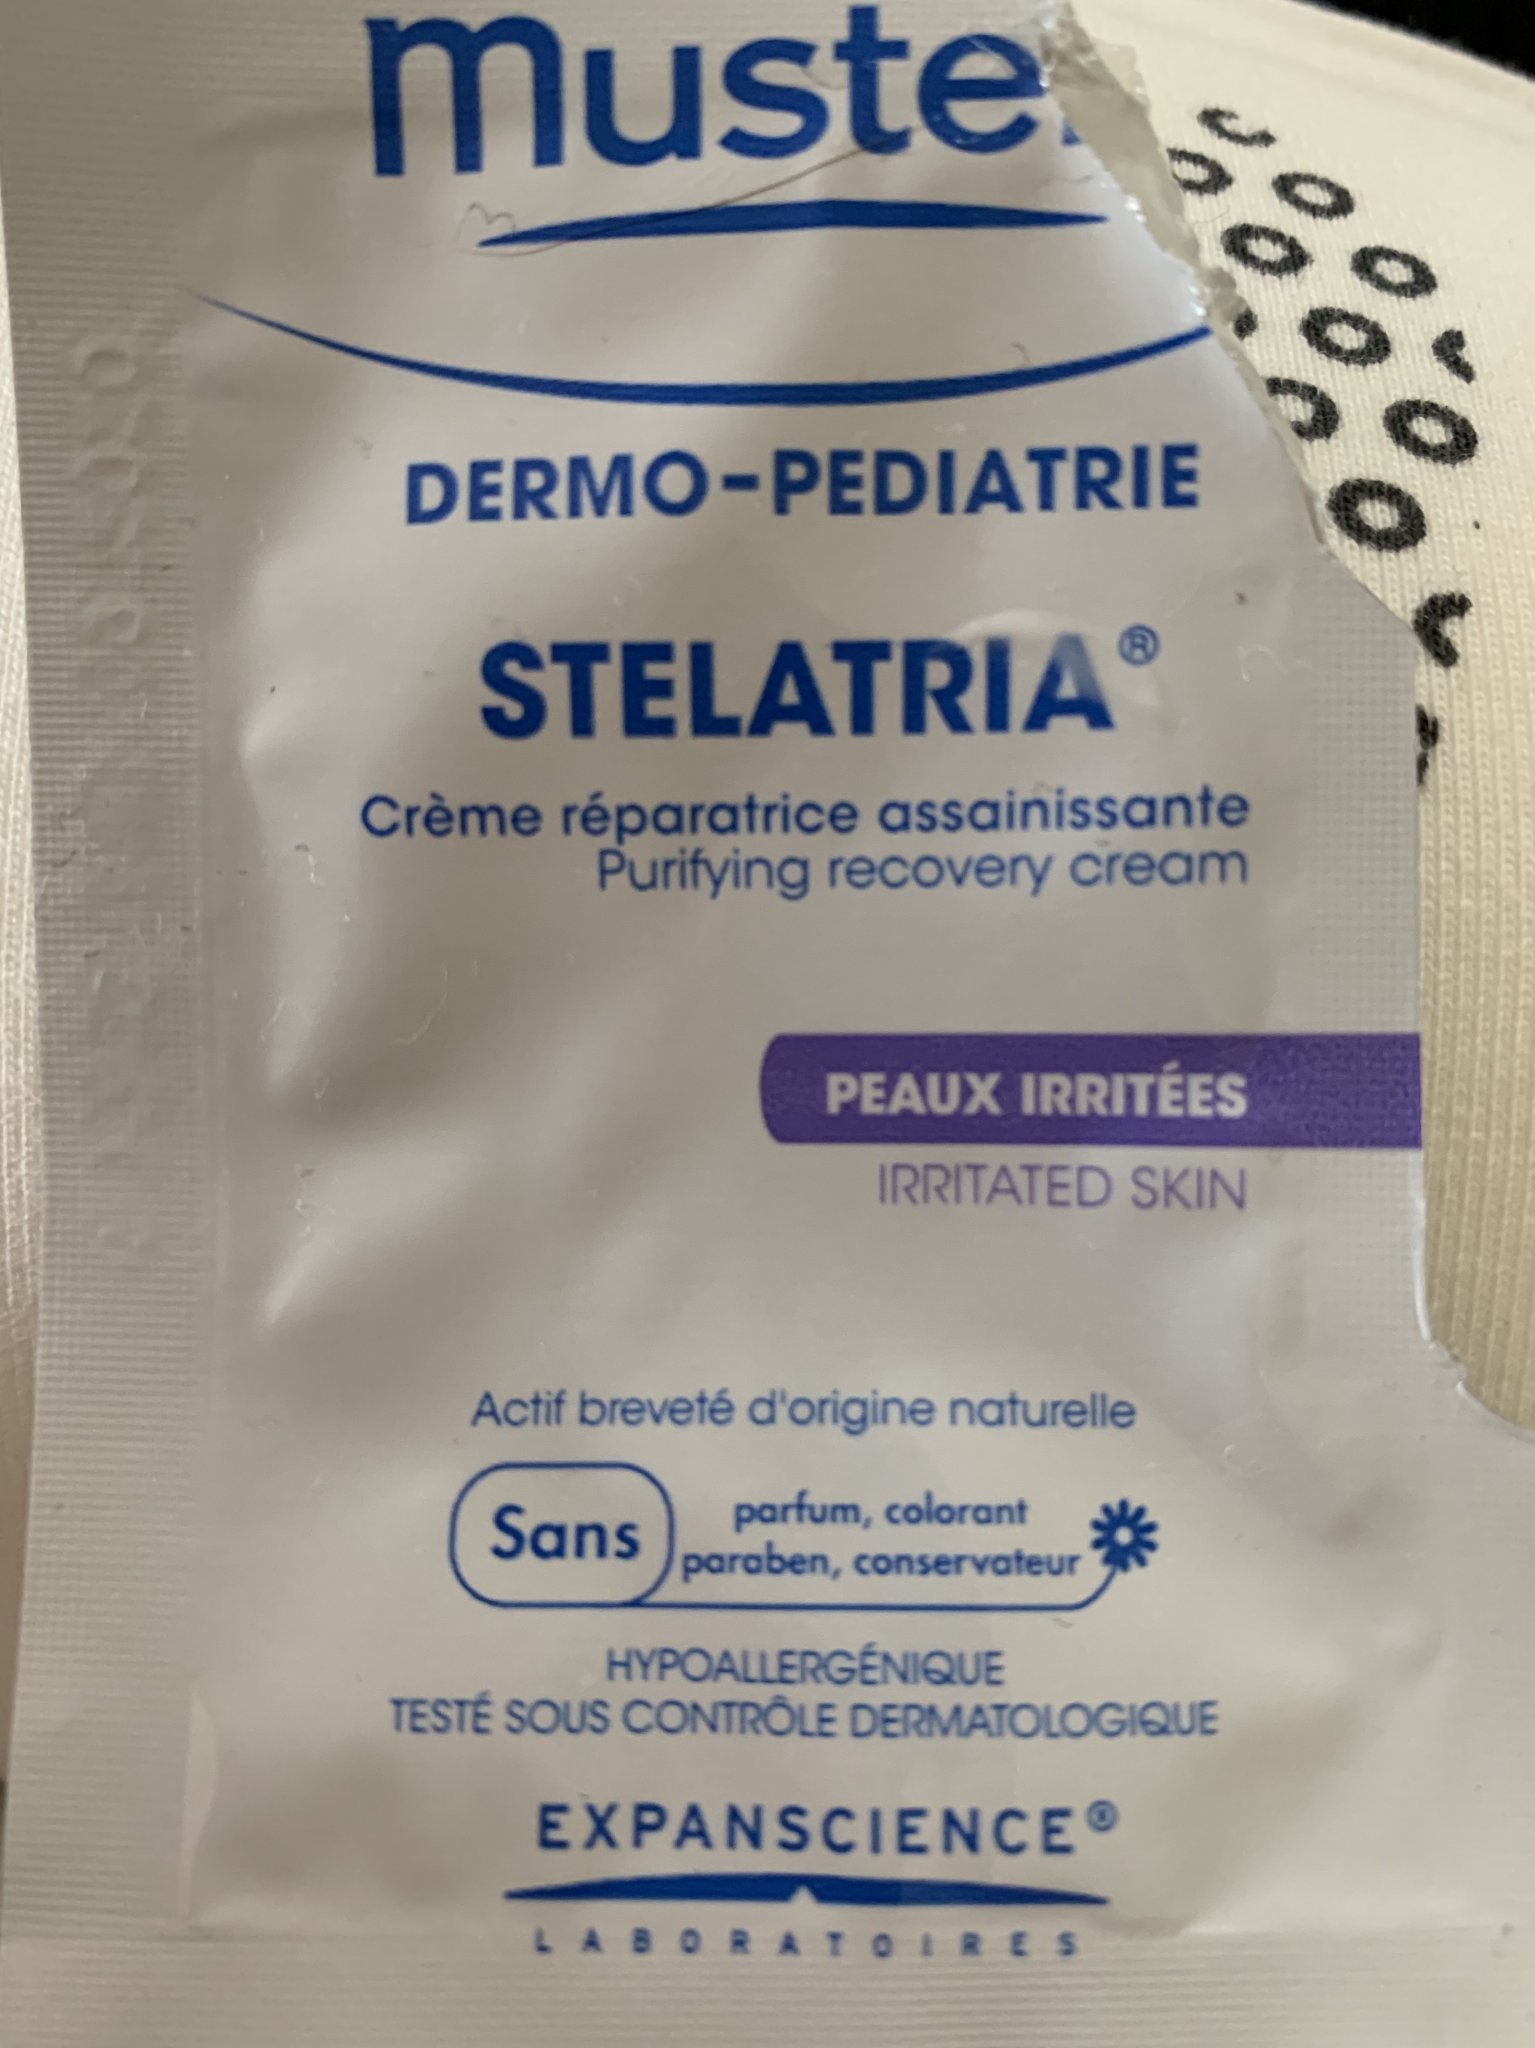 muste
DERMO-PEDIATRIE
STELATRIA®
Crème réparatrice assainissante
Purifying recovery cream
PEAUX IRRITÉES
IRRITATED SKIN
Actif breveté d'origine naturelle
Sans parfum, colorant
paraben, conservateur
HYPOALLERGÉNIQUE
TESTÉ SOUS CONTRÔLE DERMATOLOGIQUE
EXPANSCIENCE®
LABORATOIRES